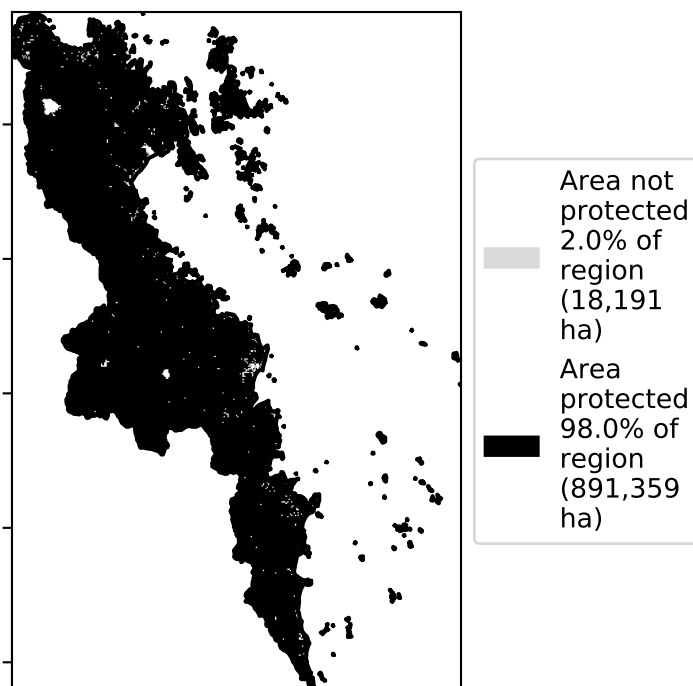 Area not
protected
2.0% of
region
(18,191
ha)
Area
protected
98.0% of
region
(891,359
ha)